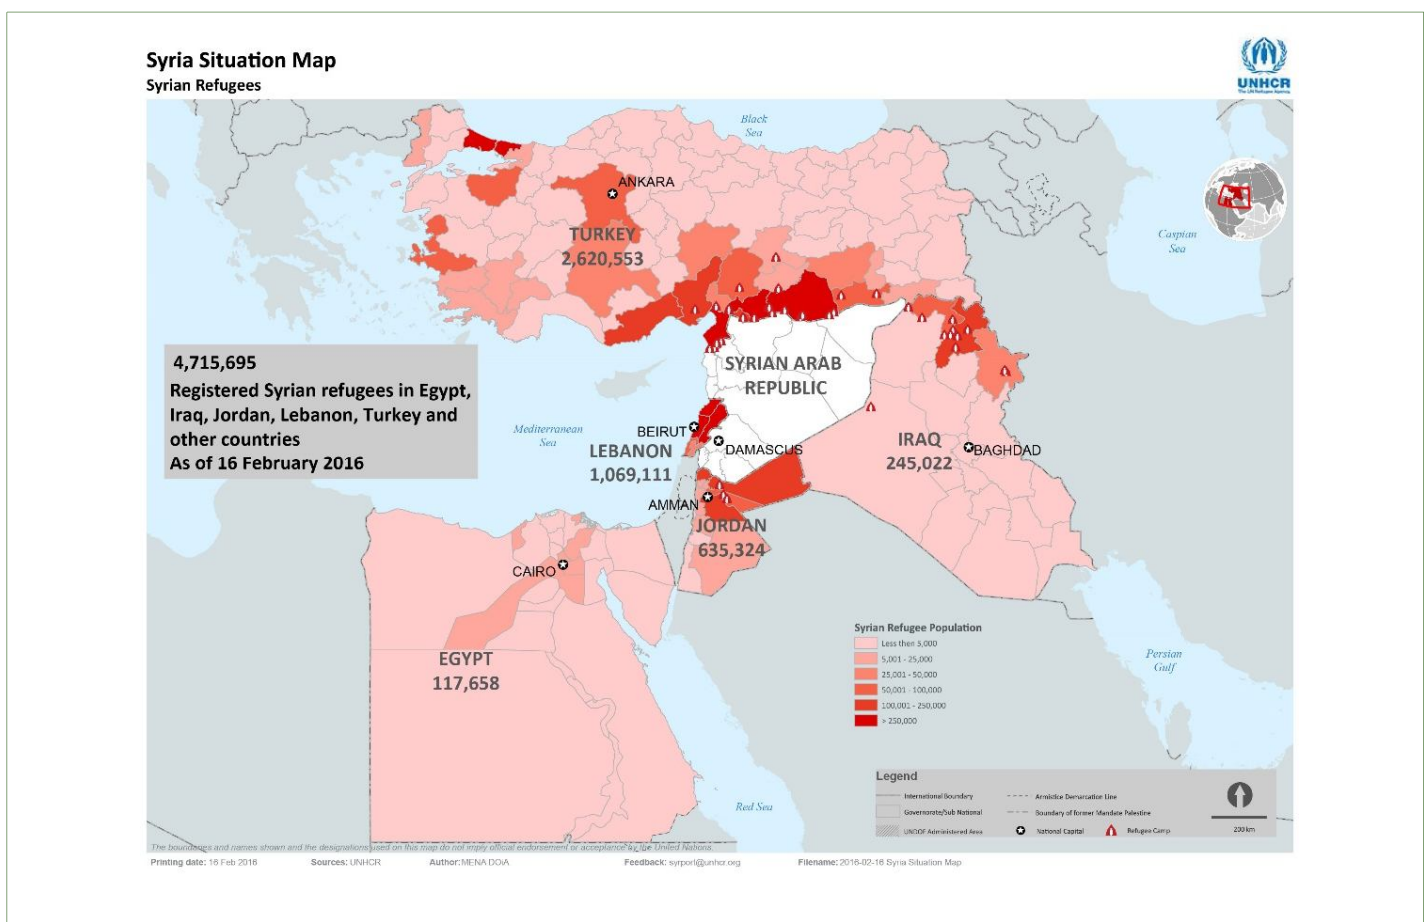 Syria Situation Map
Syrian Refugees
UNHCR
The UN Refugee Agency
Black
Sea
ANKARA
TURKEY
2,620,553
Caspian
Sea
4,715,695
Registered Syrian refugees in Egypt,
Iraq, Jordan, Lebanon, Turkey and
other countries
As of 16 February 2016
SYRIAN ARAB
REPUBLIC
Mediterranean
Sea
BEIRUT
LEBANON
1,069,111
DAMASCUS
IRAQ
245,022
BAGHDAD
AMMAN
JORDAN
635,324
CAIRO
EGYPT
117,658
Syrian Refugee Population
Less then 5,000
5,001 - 25,000
25,001 - 50,000
50,001 - 100,000
100,001 - 250,000
> 250,000
Persian
Gulf
Red Sea
Legend
International Boundary
Armistice Demarcation Line
Governorate/Sub National
Boundary of former Mandate Palestine
UNDOF Administered Area
National Capital
Refugee Camp
200 km
The boundaries and names shown and the designations used on this map do not imply official endorsement or acceptance by the United Nations.
Printing date: 16 Feb 2016 Sources: UNHCR Author: MENA DOiA Feedback: syrport@unhcr.org Filename: 2016-02-16 Syria Situation Map